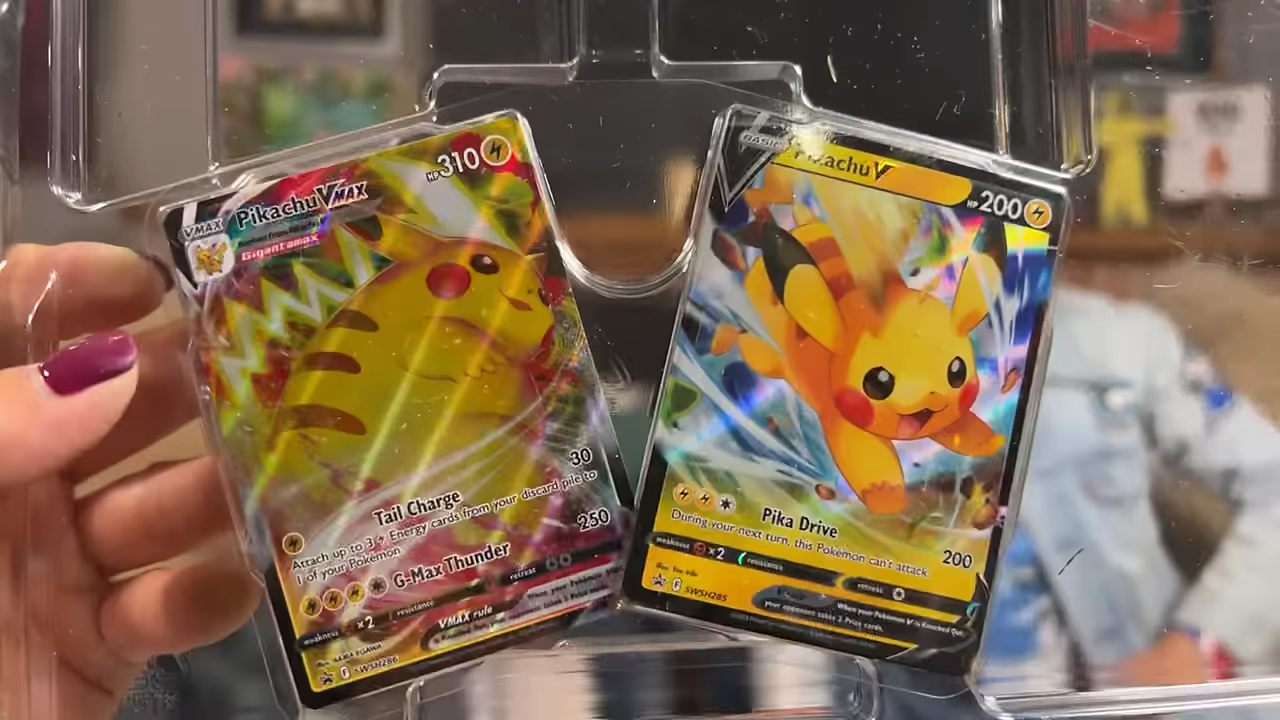 VMAX
Pikachu VMAX
HP 310
Gigantamax
30
Tail Charge
Attach up to 3 Energy cards from your discard pile to
1 of your Pokémon
250
G-Max Thunder
weakness ×2 resistance retreat
VMAX rule
SWSH286
BASIC
Pikachu V
HP 200
Pika Drive
200
During your next turn, this Pokémon can't attack.
weakness ×2 resistance
retreat
When your Pokémon V is Knocked Out,
your opponent takes 2 Prize cards.
SWSH285